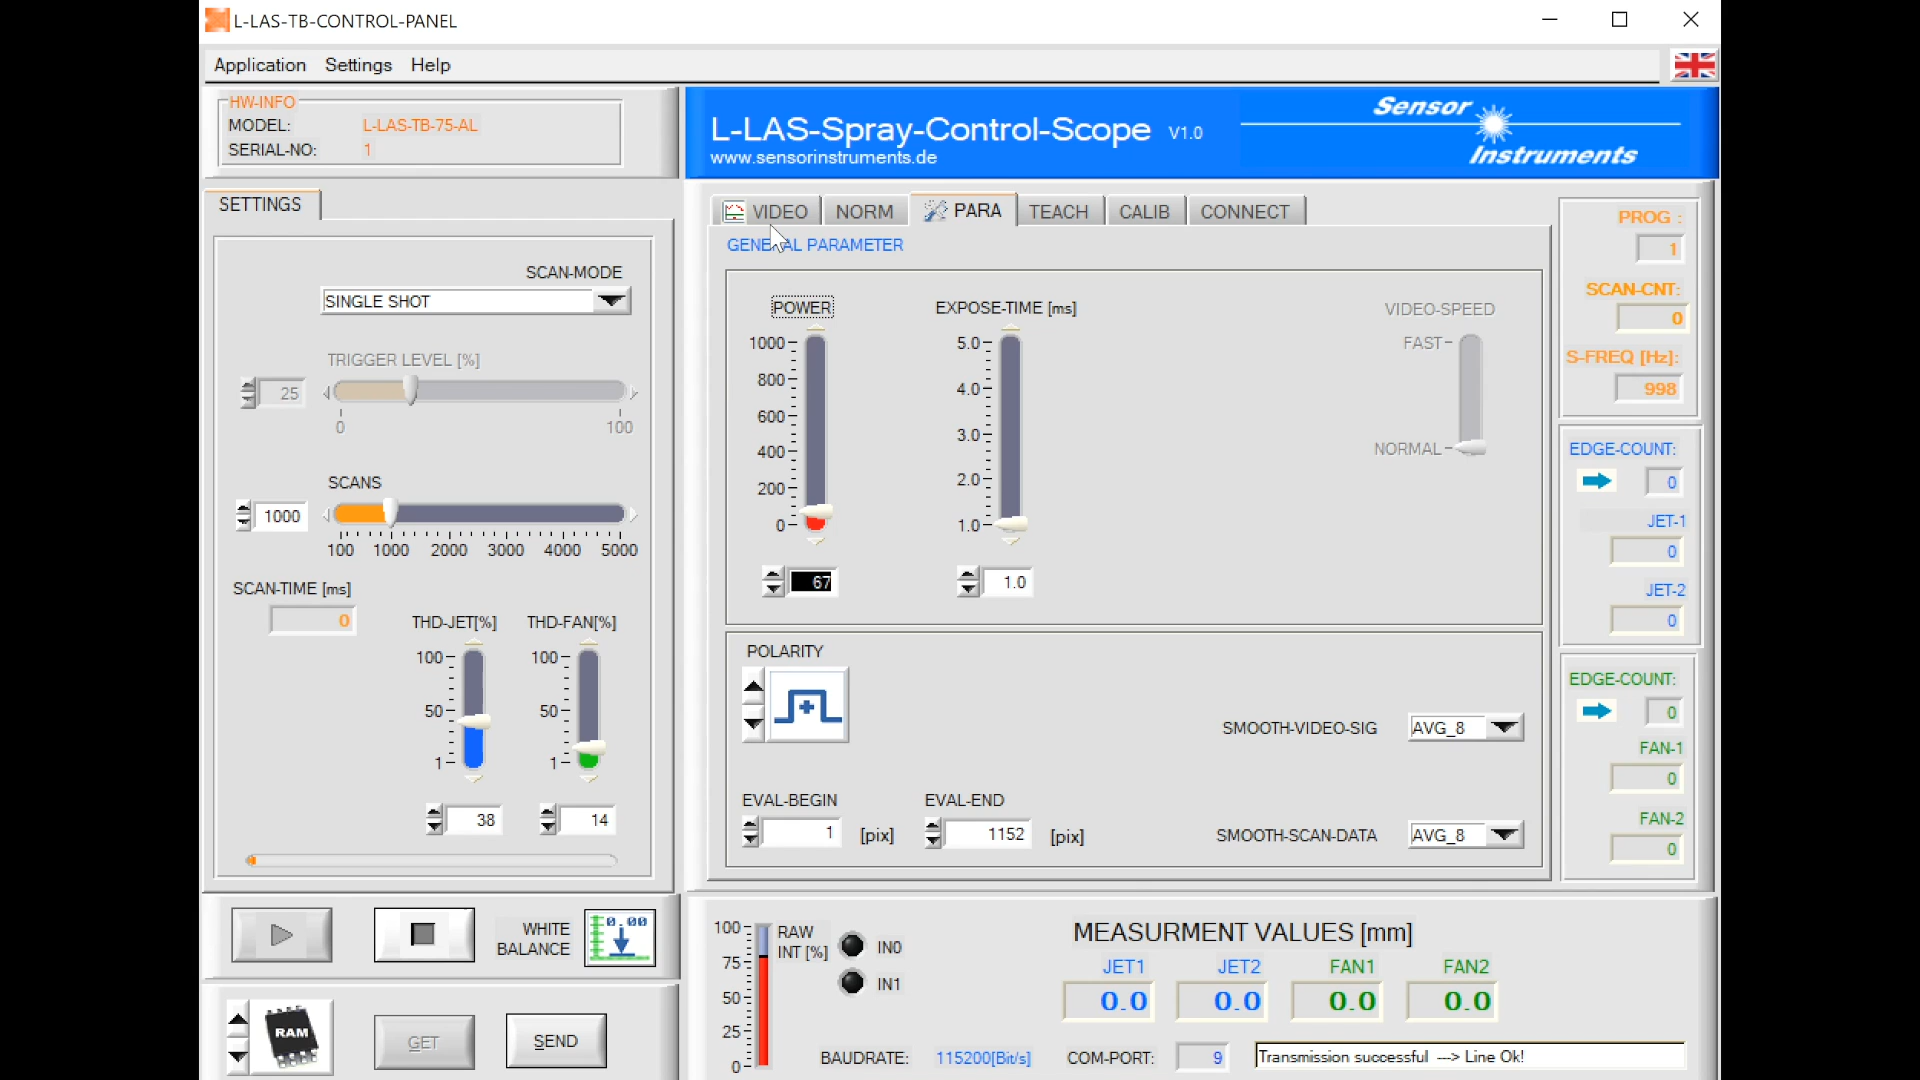 L-LAS-TB-CONTROL-PANEL
Application Settings Help
HW-INFO
MODEL: L-LAS-TB-75-AL
SERIAL-NO: 1
L-LAS-Spray-Control-Scope V1.0
www.sensorinstruments.de
Sensor
Instruments
SETTINGS
SCAN-MODE
SINGLE SHOT
TRIGGER LEVEL [%]
25
0 100
SCANS
1000
100 1000 2000 3000 4000 5000
SCAN-TIME [ms]
0
THD-JET[%] THD-FAN[%]
100 100
50 50
1 1
38 14
WHITE
BALANCE
0.00
RAM
GET SEND
VIDEO NORM PARA TEACH CALIB CONNECT
GENERAL PARAMETER
POWER
1000
800
600
400
200
0
67
EXPOSE-TIME [ms]
5.0
4.0
3.0
2.0
1.0
1.0
VIDEO-SPEED
FAST
NORMAL
POLARITY
SMOOTH-VIDEO-SIG AVG_8
EVAL-BEGIN EVAL-END
1 [pix] 1152 [pix]
SMOOTH-SCAN-DATA AVG_8
PROG :
1
SCAN-CNT:
0
S-FREQ [Hz]:
998
EDGE-COUNT:
0
JET-1
0
JET-2
0
EDGE-COUNT:
0
FAN-1
0
FAN-2
0
100
75
50
25
0
RAW
INT [%]
IN0
IN1
MEASURMENT VALUES [mm]
JET1 JET2 FAN1 FAN2
0.0 0.0 0.0 0.0
BAUDRATE: 115200[Bit/s] COM-PORT: 9 Transmission successful ---> Line Ok!